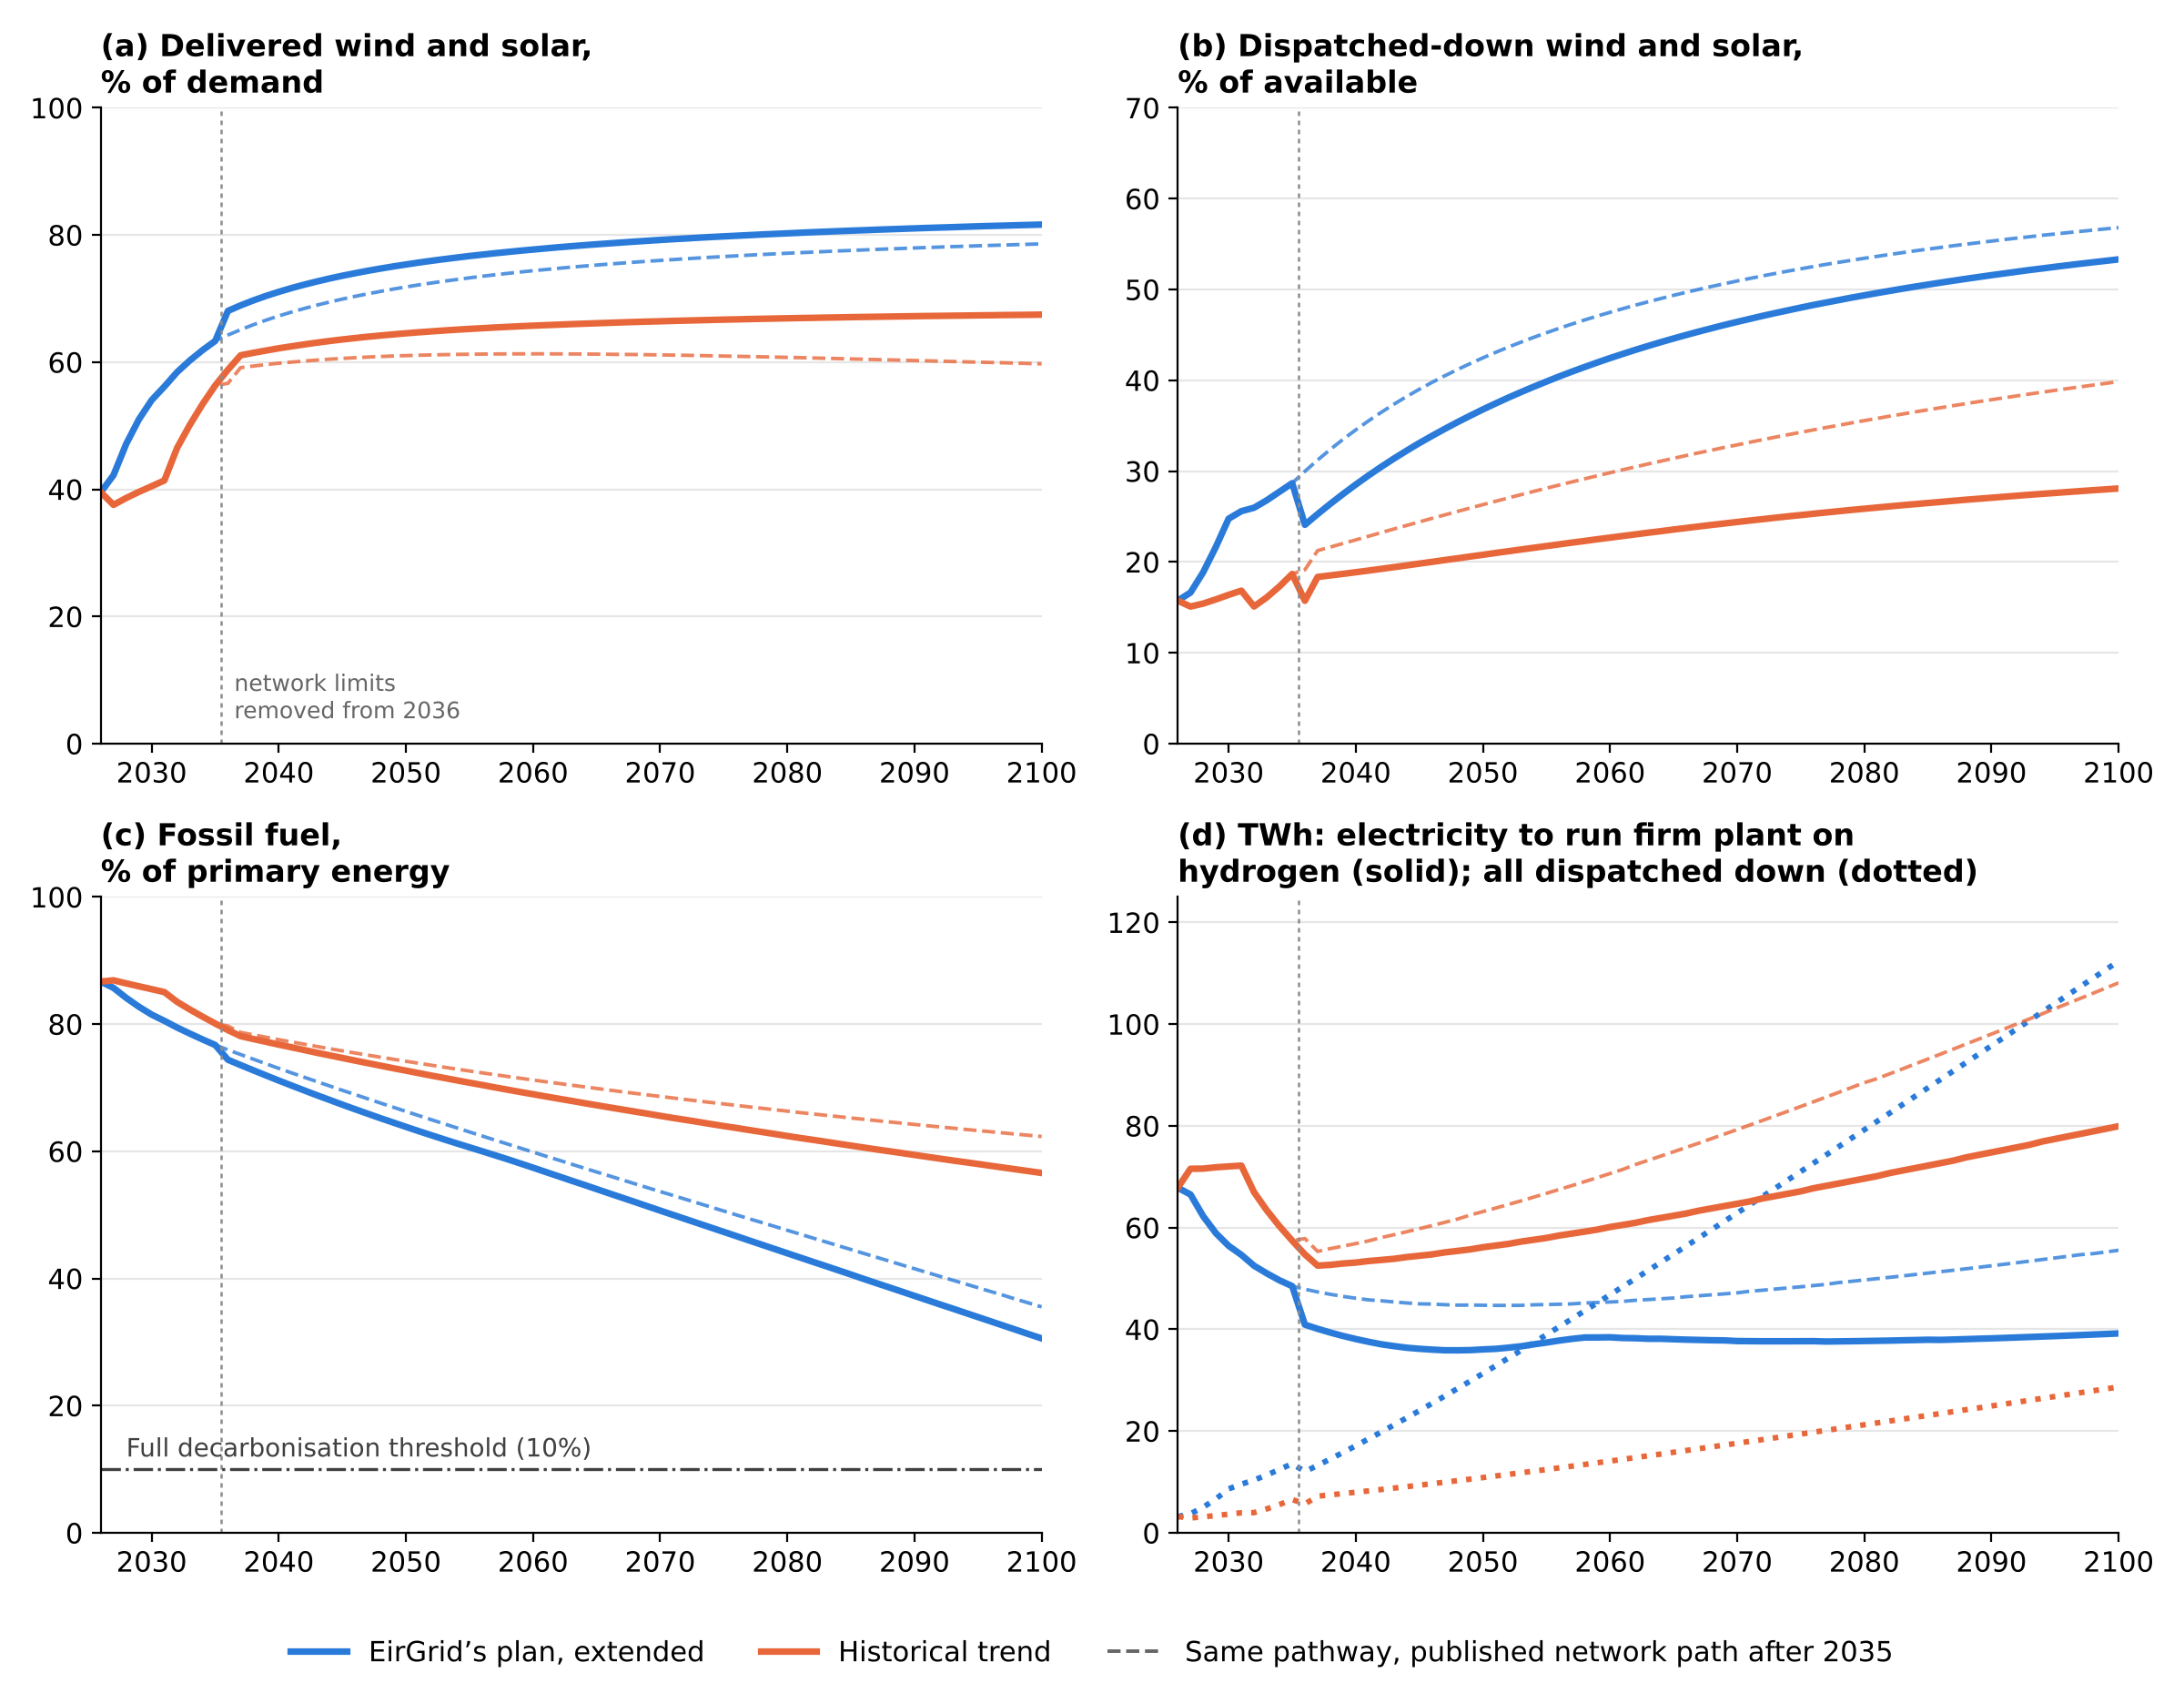 (a) Delivered wind and solar,
% of demand
100
80
60
40
20
0
network limits
removed from 2036
2030 2040 2050 2060 2070 2080 2090 2100
(b) Dispatched-down wind and solar,
% of available
70
60
50
40
30
20
10
0
2030 2040 2050 2060 2070 2080 2090 2100
(c) Fossil fuel,
% of primary energy
100
80
60
40
20
0
Full decarbonisation threshold (10%)
2030 2040 2050 2060 2070 2080 2090 2100
(d) TWh: electricity to run firm plant on
hydrogen (solid); all dispatched down (dotted)
120
100
80
60
40
20
0
2030 2040 2050 2060 2070 2080 2090 2100
EirGrid’s plan, extended
Historical trend
Same pathway, published network path after 2035